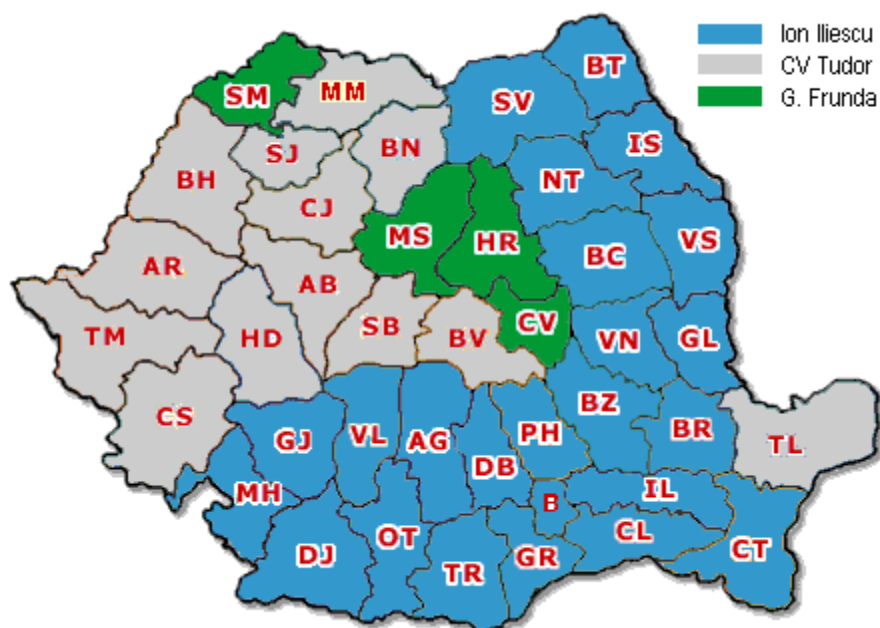 Ion Iliescu
CV Tudor
G. Frunda
BT
SM
MM
SV
IS
SJ
BN
BH
NT
CJ
MS
HR
VS
BC
AR
AB
CV
SB
TM
HD
BV
VN
GL
CS
BZ
GJ
VL
AG
PH
BR
TL
DB
MH
IL
B
OT
CL
DJ
GR
CT
TR